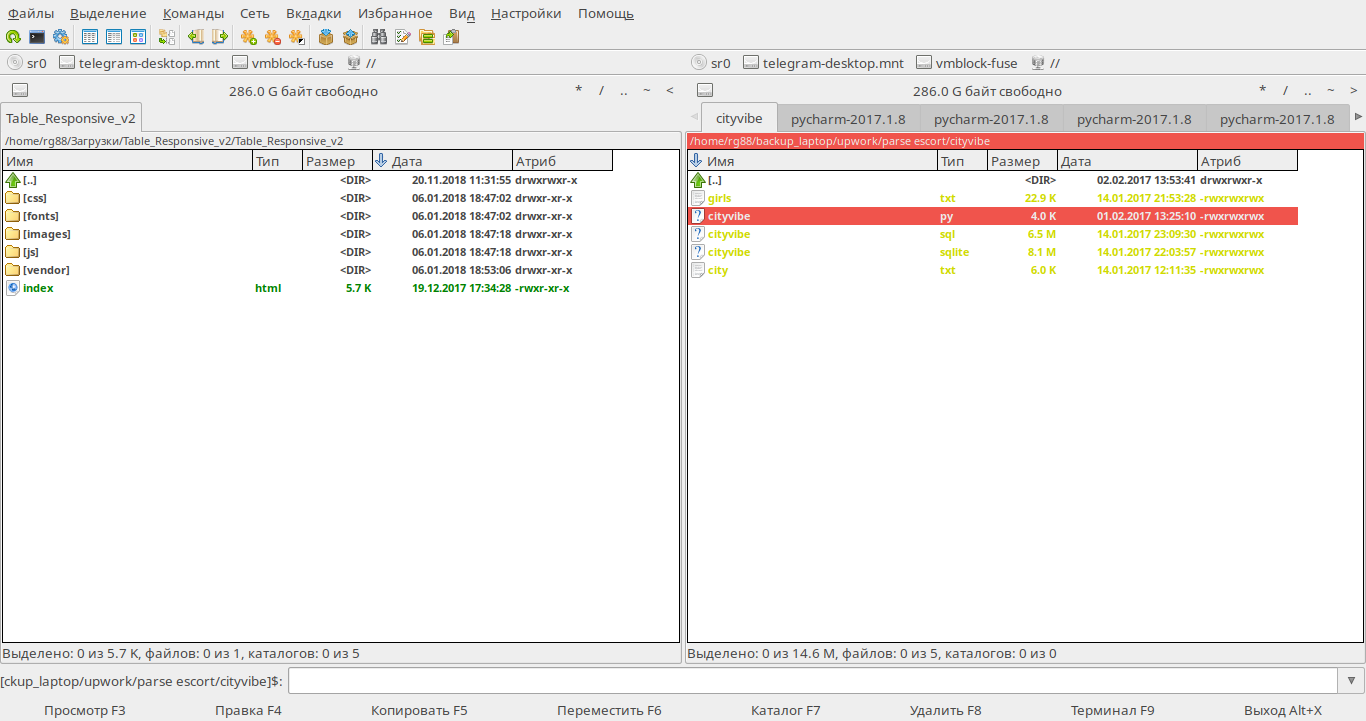 Файлы Выделение Команды Сеть Вкладки Избранное Вид Настройки Помощь
sr0 telegram-desktop.mnt vmblock-fuse // sr0 telegram-desktop.mnt vmblock-fuse //
286.0 G байт свободно * / .. ~ <
Table_Responsive_v2
/home/rg88/Загрузки/Table_Responsive_v2/Table_Responsive_v2
Имя Тип Размер Дата Атриб
[..] <DIR> 20.11.2018 11:31:55 drwxrwxr-x
[css] <DIR> 06.01.2018 18:47:02 drwxr-xr-x
[fonts] <DIR> 06.01.2018 18:47:02 drwxr-xr-x
[images] <DIR> 06.01.2018 18:47:18 drwxr-xr-x
[js] <DIR> 06.01.2018 18:47:18 drwxr-xr-x
[vendor] <DIR> 06.01.2018 18:53:06 drwxr-xr-x
index html 5.7 K 19.12.2017 17:34:28 -rwxr-xr-x
Выделено: 0 из 5.7 K, файлов: 0 из 1, каталогов: 0 из 5
286.0 G байт свободно * / .. ~ >
cityvibe pycharm-2017.1.8 pycharm-2017.1.8 pycharm-2017.1.8 pycharm-2017.1.8
/home/rg88/backup_laptop/upwork/parse escort/cityvibe
Имя Тип Размер Дата Атриб
[..] <DIR> 02.02.2017 13:53:41 drwxrwxr-x
girls txt 22.9 K 14.01.2017 21:53:28 -rwxrwxrwx
cityvibe py 4.0 K 01.02.2017 13:25:10 -rwxrwxrwx
cityvibe sql 6.5 M 14.01.2017 23:09:30 -rwxrwxrwx
cityvibe sqlite 8.1 M 14.01.2017 22:03:57 -rwxrwxrwx
city txt 6.0 K 14.01.2017 12:11:35 -rwxrwxrwx
Выделено: 0 из 14.6 M, файлов: 0 из 5, каталогов: 0 из 0
[ckup_laptop/upwork/parse escort/cityvibe]$:
Просмотр F3 Правка F4 Копировать F5 Переместить F6 Каталог F7 Удалить F8 Терминал F9 Выход Alt+X